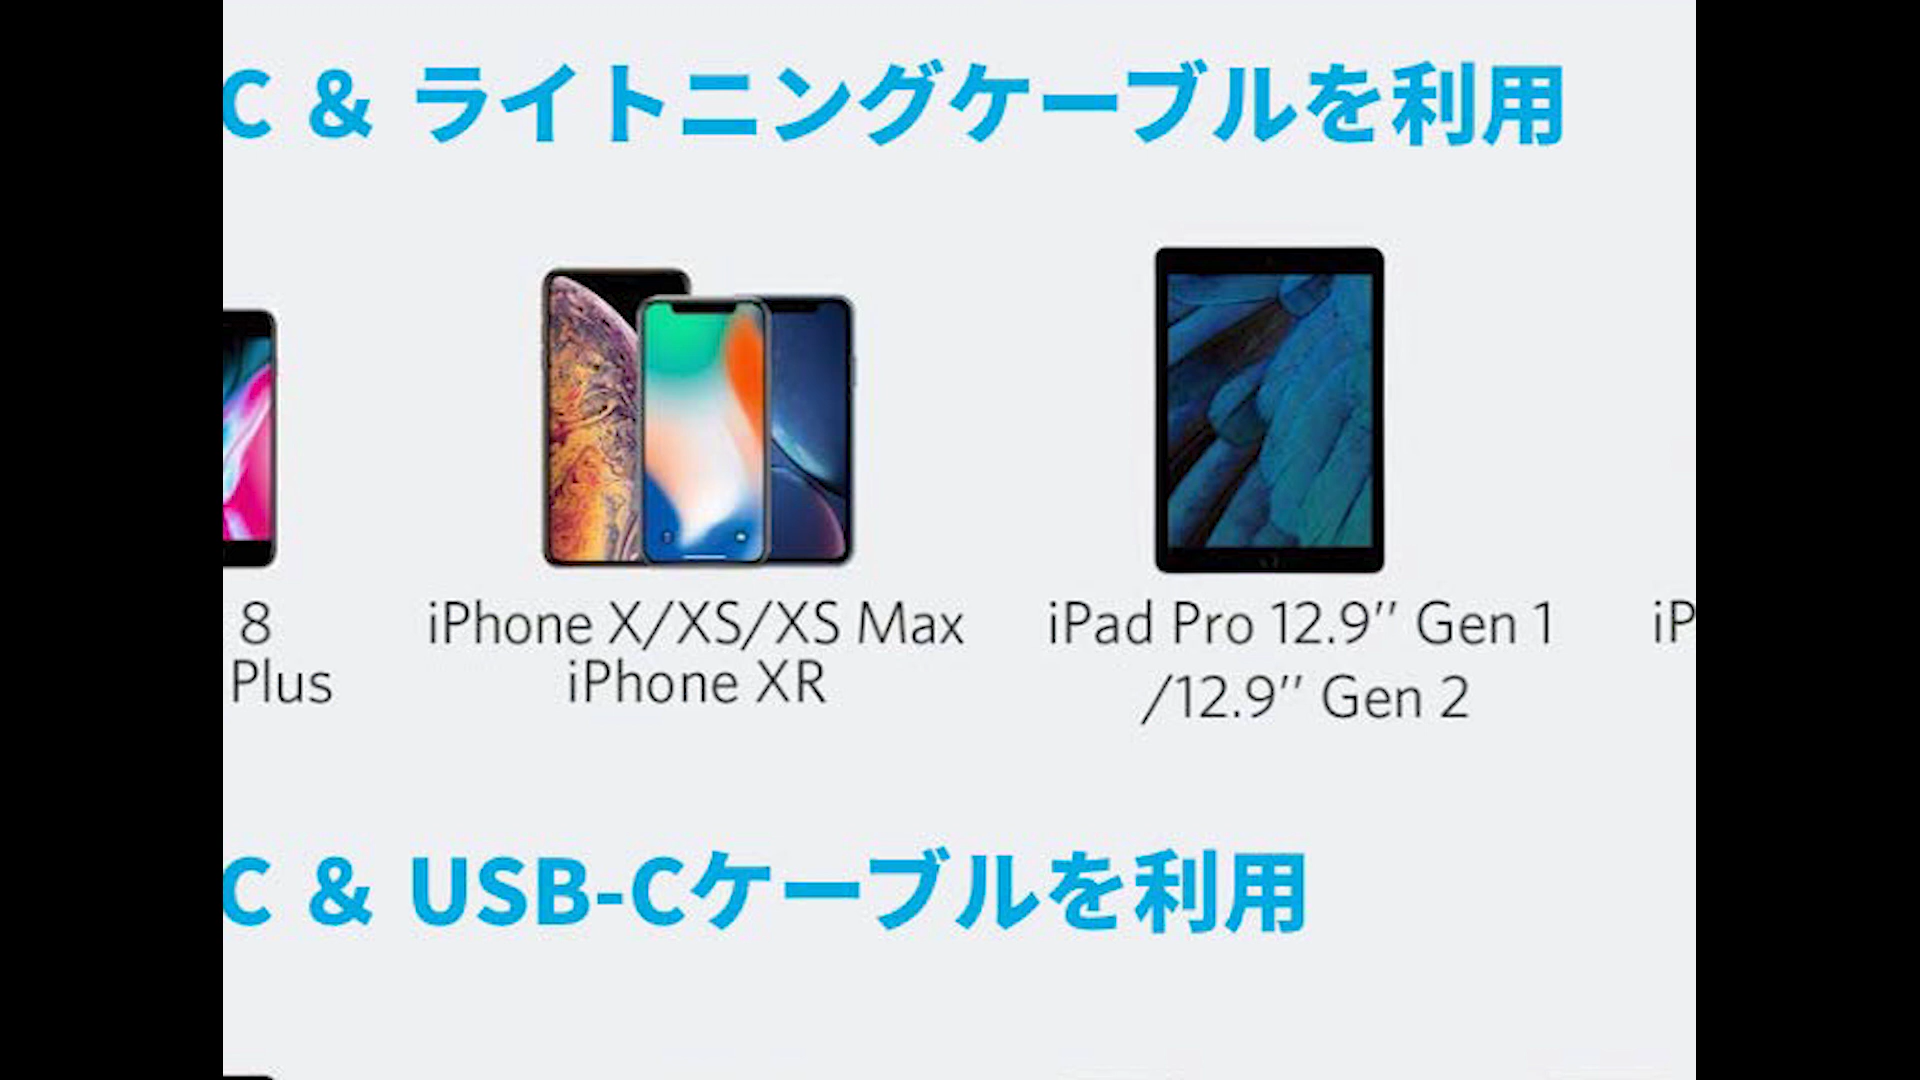 C & ライトニングケーブルを利用
8
Plus
iPhone X/XS/XS Max
iPhone XR
iPad Pro 12.9″ Gen 1
/12.9″ Gen 2
iP
C & USB-Cケーブルを利用